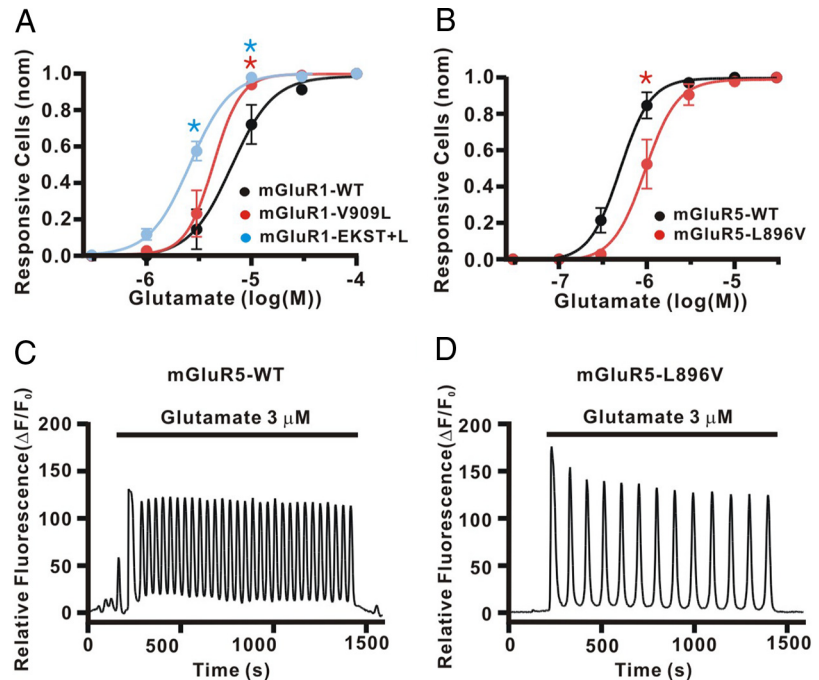 A
Responsive Cells (nom)
1.0
0.8
0.6
0.4
0.2
0.0
*
*
*
mGluR1-WT
mGluR1-V909L
mGluR1-EKST+L
-6
-5
-4
Glutamate (log(M))
B
Responsive Cells (nom)
1.0
0.8
0.6
0.4
0.2
0.0
*
mGluR5-WT
mGluR5-L896V
-7
-6
-5
Glutamate (log(M))
C
mGluR5-WT
Relative Fluorescence(ΔF/F₀)
200
150
100
50
0
Glutamate 3 μM
0
500
1000
1500
Time (s)
D
mGluR5-L896V
Relative Fluorescence(ΔF/F₀)
200
150
100
50
0
Glutamate 3 μM
0
500
1000
1500
Time (s)